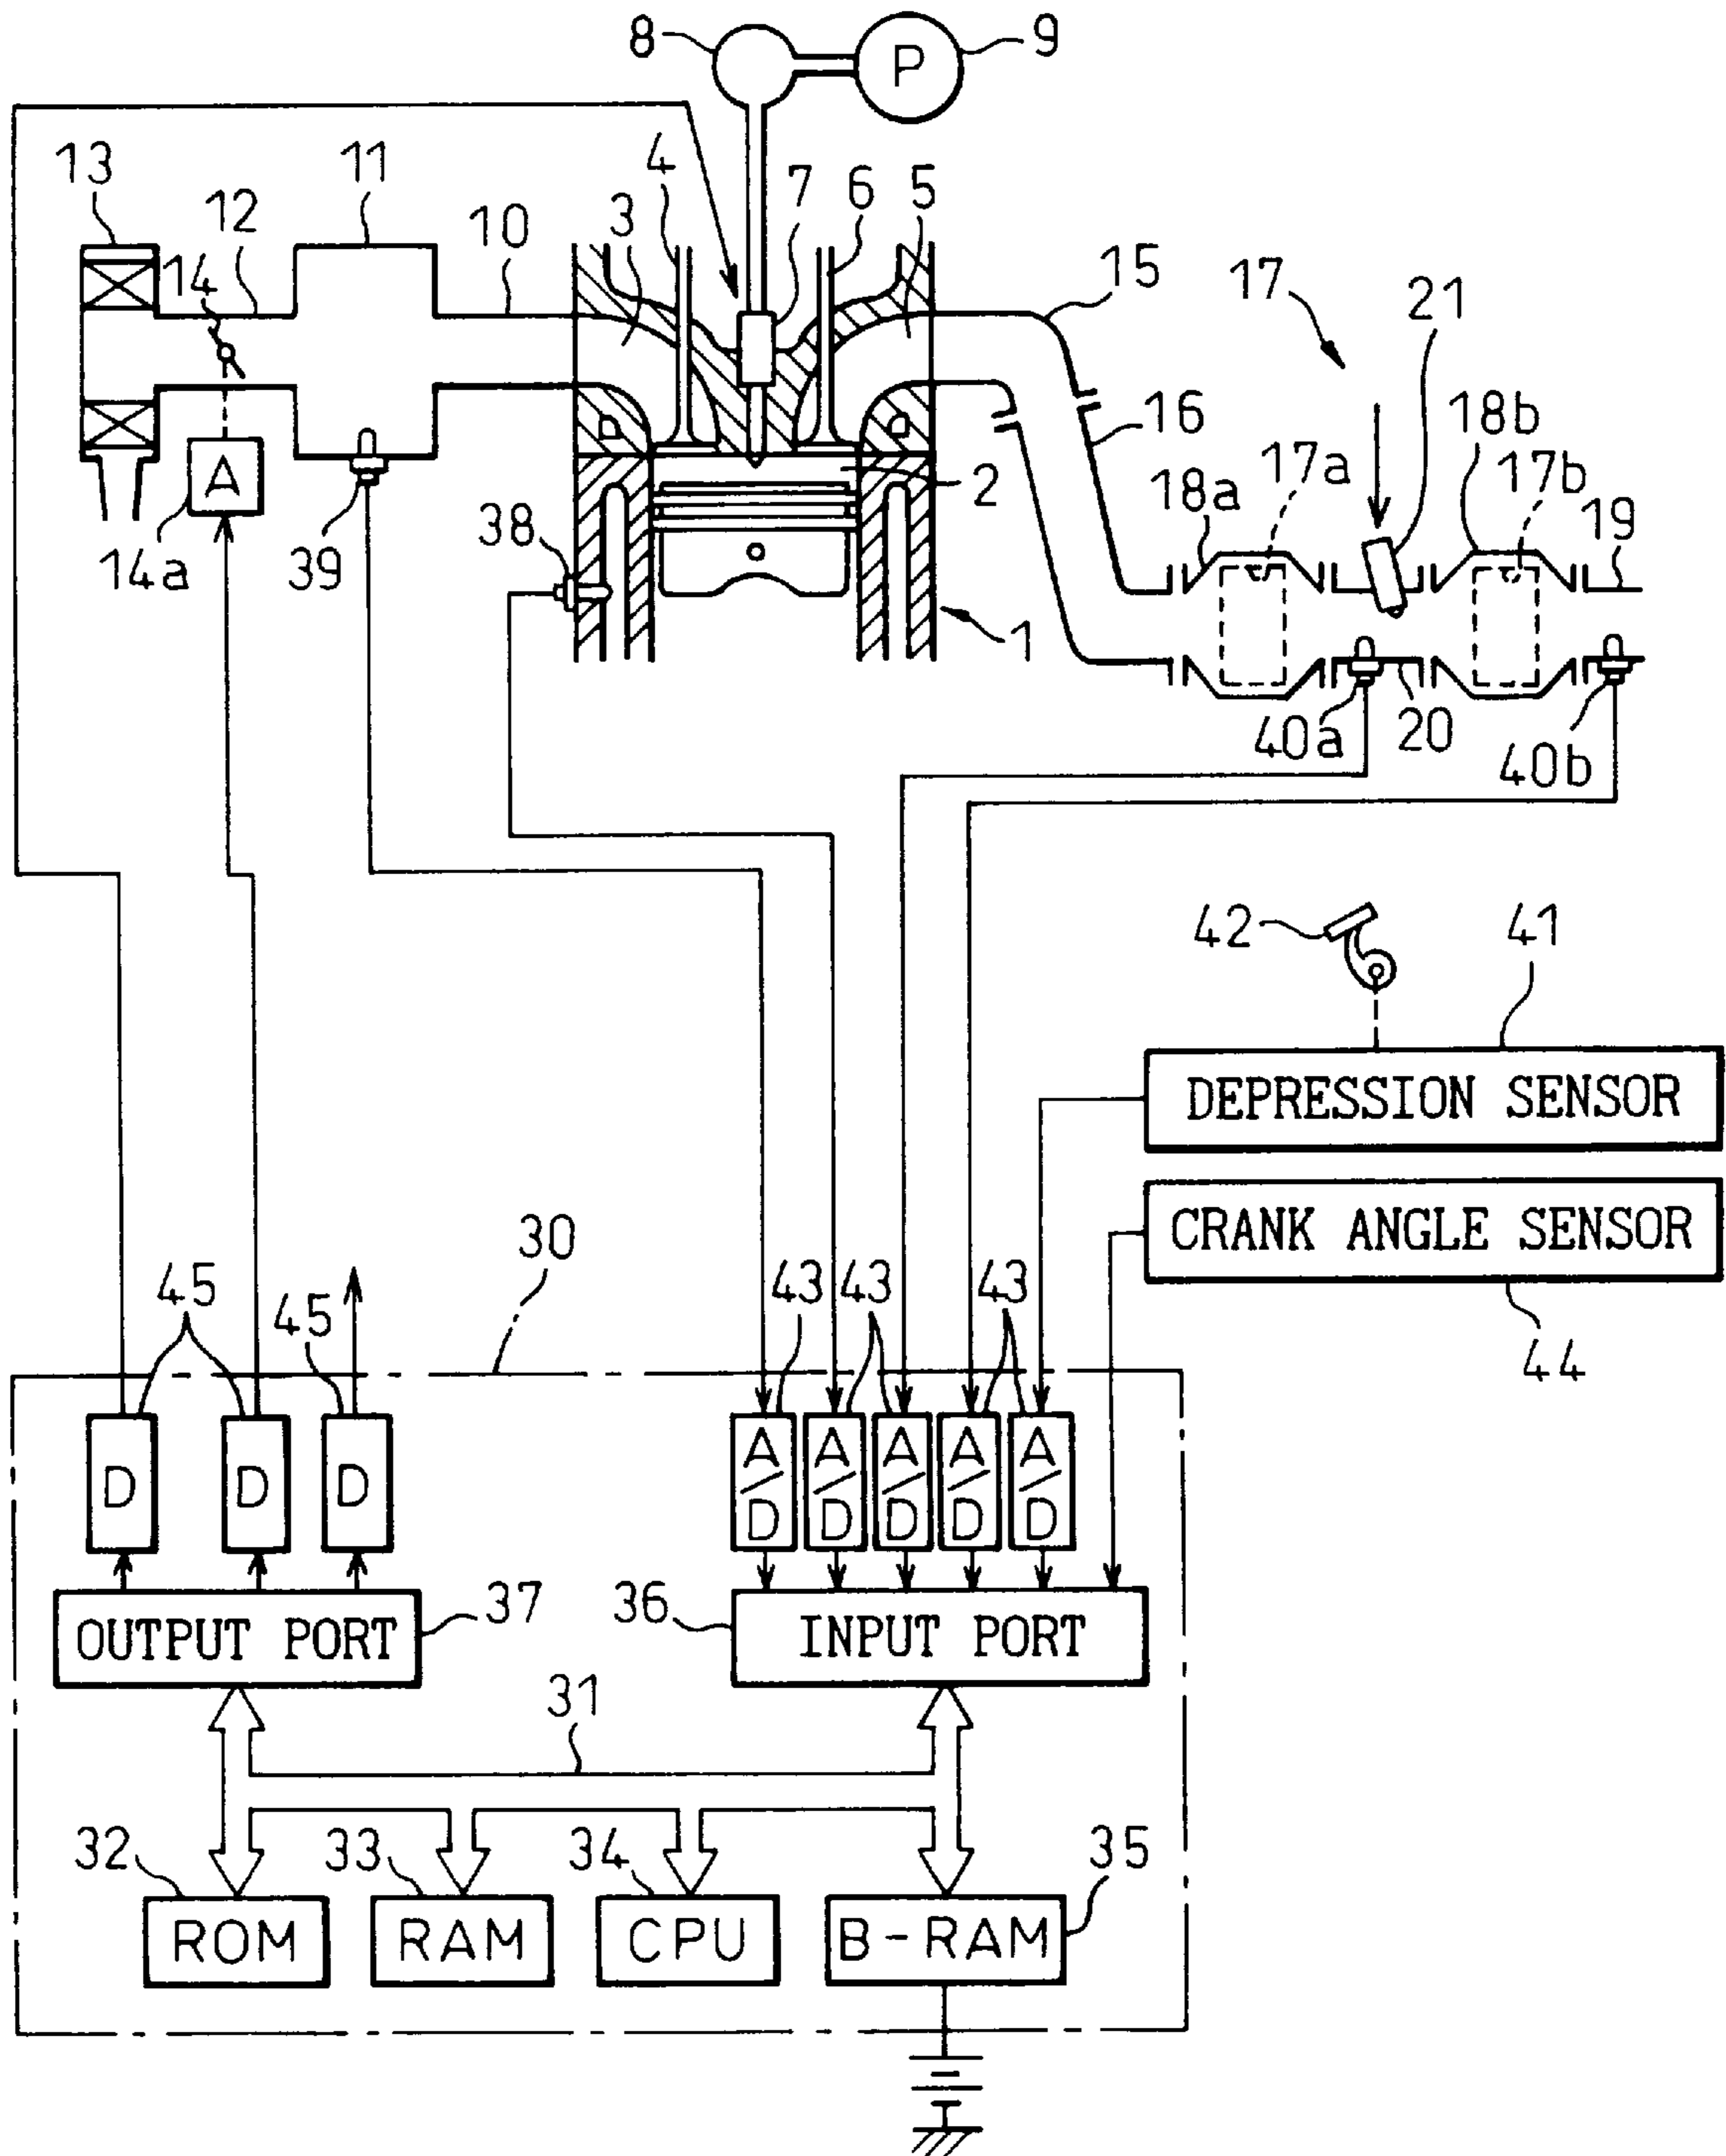 8
P
9
13
11
4
7
6
5
12
10
3
14
15
17
21
A
16
18b
17a
18a
17b
2
38
19
14a
39
1
40a
20
40b
42
41
DEPRESSION SENSOR
CRANK ANGLE SENSOR
44
30
45
45
43
43
43
D
D
D
A/D
A/D
A/D
A/D
A/D
OUTPUT PORT
37
36
INPUT PORT
31
32
33
34
35
ROM
RAM
CPU
B-RAM